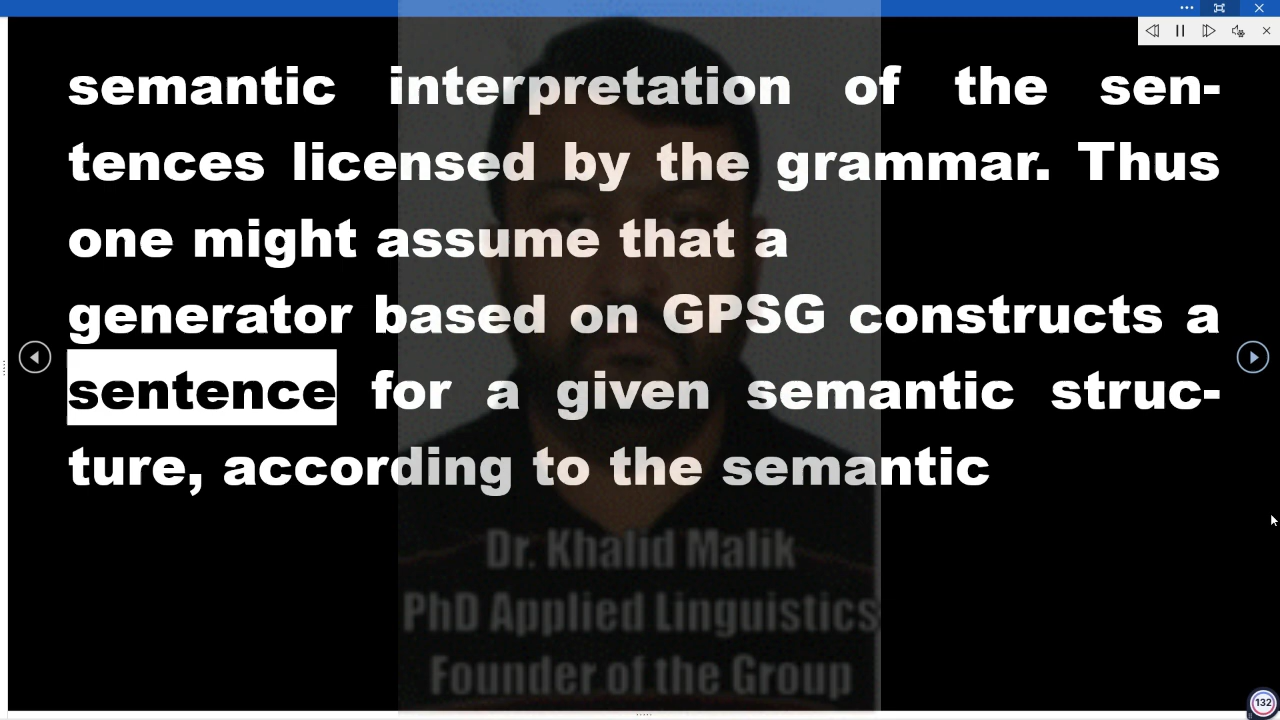 semantic interpretation of the sen-
tences licensed by the grammar. Thus
one might assume that a
generator based on GPSG constructs a
sentence for a given semantic struc-
ture, according to the semantic
Dr. Khalid Malik
PhD Applied Linguistics
Founder of the Group
132